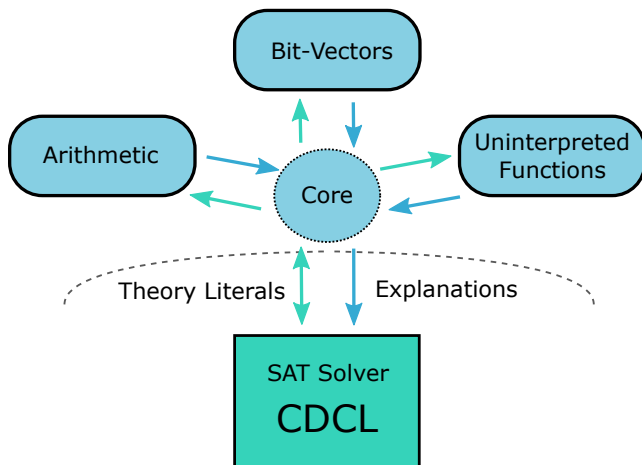 Bit-Vectors
Arithmetic
Uninterpreted
Functions
Core
Theory Literals
Explanations
SAT Solver
CDCL